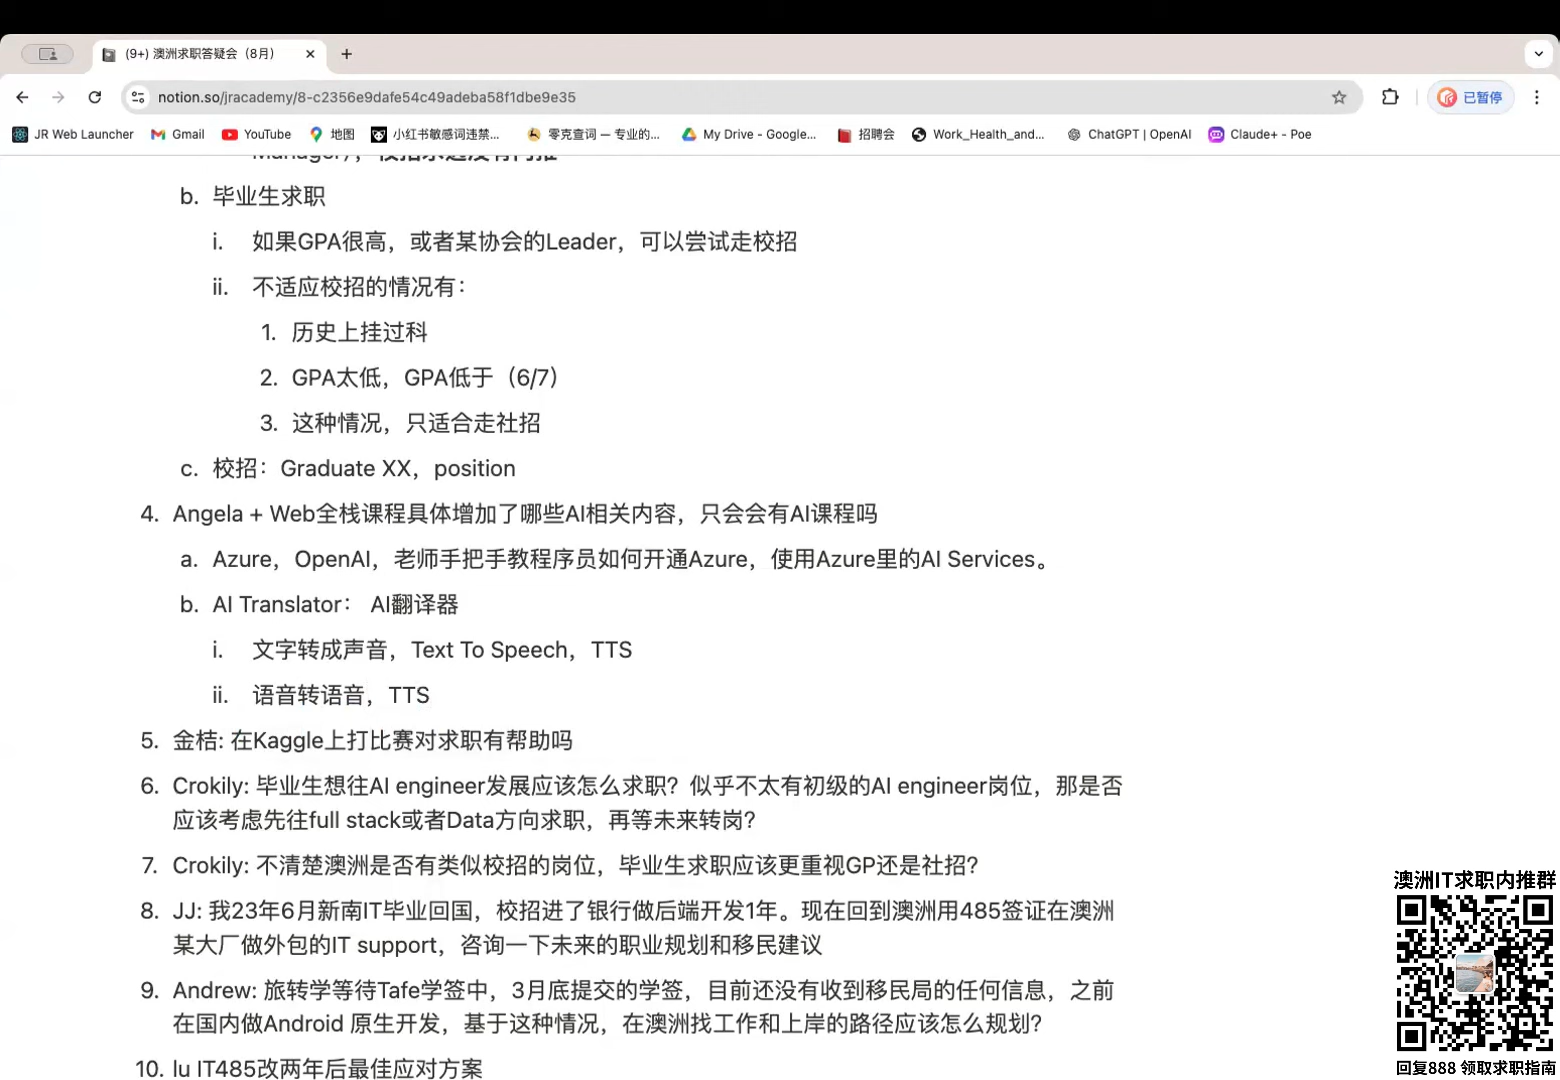 (9+) 澳洲求职答疑会（8月）
notion.so/jracademy/8-c2356e9dafe54c49adeba58f1dbe9e35
已暂停
JR Web Launcher
Gmail
YouTube
地图
小红书敏感词违禁...
零克查词 — 专业的...
My Drive - Google...
招聘会
Work_Health_and...
ChatGPT | OpenAI
Claude+ - Poe
b. 毕业生求职
i. 如果GPA很高，或者某协会的Leader，可以尝试走校招
ii. 不适应校招的情况有：
1. 历史上挂过科
2. GPA太低，GPA低于（6/7）
3. 这种情况，只适合走社招
c. 校招：Graduate XX，position
4. Angela + Web全栈课程具体增加了哪些AI相关内容，只会会有AI课程吗
a. Azure，OpenAI，老师手把手教程序员如何开通Azure，使用Azure里的AI Services。
b. AI Translator： AI翻译器
i. 文字转成声音，Text To Speech，TTS
ii. 语音转语音，TTS
5. 金桔: 在Kaggle上打比赛对求职有帮助吗
6. Crokily: 毕业生想往AI engineer发展应该怎么求职？似乎不太有初级的AI engineer岗位，那是否
应该考虑先往full stack或者Data方向求职，再等未来转岗？
7. Crokily: 不清楚澳洲是否有类似校招的岗位，毕业生求职应该更重视GP还是社招？
8. JJ: 我23年6月新南IT毕业回国，校招进了银行做后端开发1年。现在回到澳洲用485签证在澳洲
某大厂做外包的IT support，咨询一下未来的职业规划和移民建议
9. Andrew: 旅转学等待Tafe学签中，3月底提交的学签，目前还没有收到移民局的任何信息，之前
在国内做Android 原生开发，基于这种情况，在澳洲找工作和上岸的路径应该怎么规划？
10. lu IT485改两年后最佳应对方案
澳洲IT求职内推群
回复888 领取求职指南